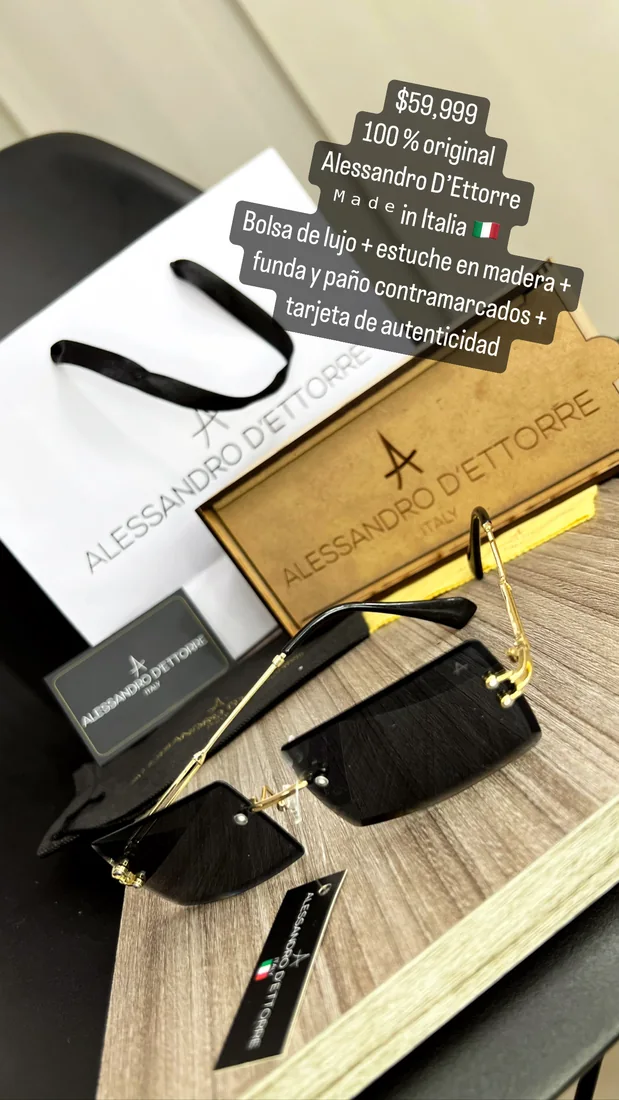 $59,999
100 % original
Alessandro D'Ettorre
Made in Italia 🇮🇹
Bolsa de lujo + estuche en madera +
funda y paño contramarcados +
tarjeta de autenticidad
ALESSANDRO D'ETTORRE
ALESSANDRO D'ETTORRE
ITALY
ALESSANDRO D'ETTORRE
ITALY
ALESSANDRO D'ETTORRE
ITALY